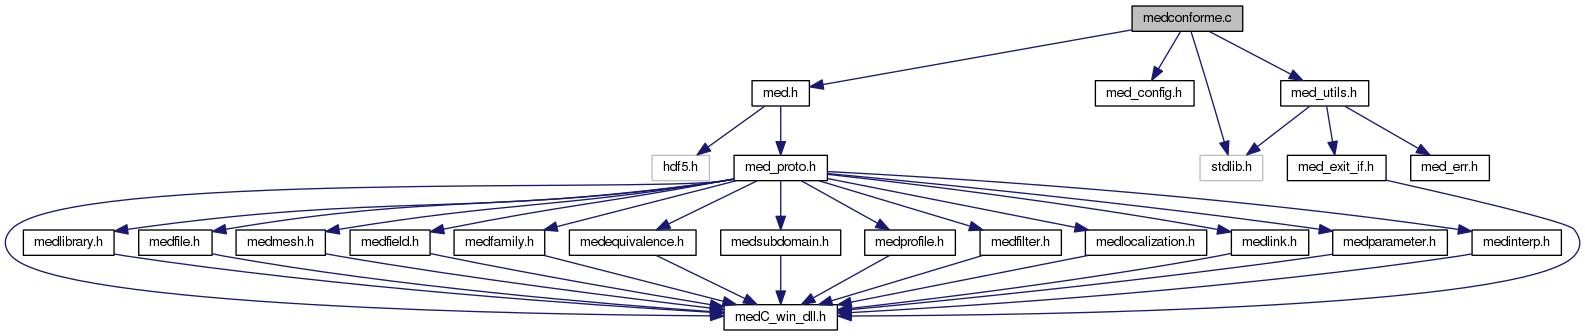 medconforme.c
med.h
med_config.h
med_utils.h
hdf5.h
med_proto.h
stdlib.h
med_exit_if.h
med_err.h
medlibrary.h
medfile.h
medmesh.h
medfield.h
medfamily.h
medequivalence.h
medsubdomain.h
medprofile.h
medfilter.h
medlocalization.h
medlink.h
medparameter.h
medinterp.h
medC_win_dll.h